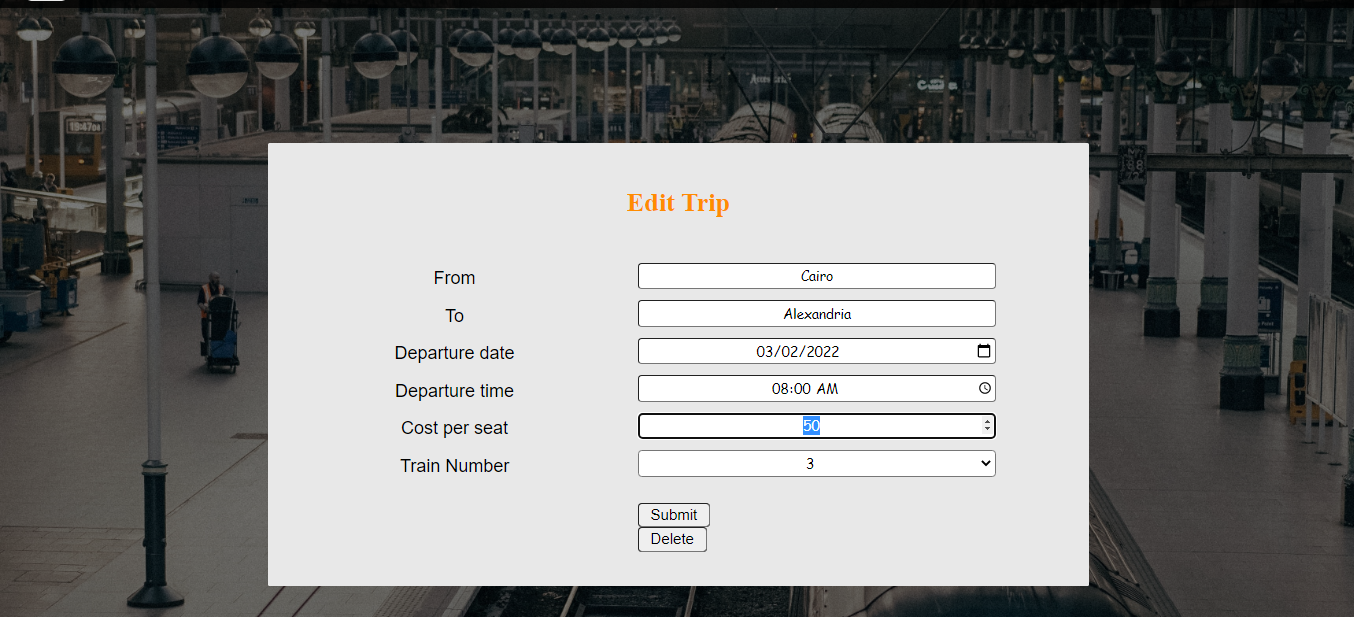 Edit Trip
From Cairo
To Alexandria
Departure date 03/02/2022
Departure time 08:00 AM
Cost per seat 50
Train Number 3
Submit
Delete